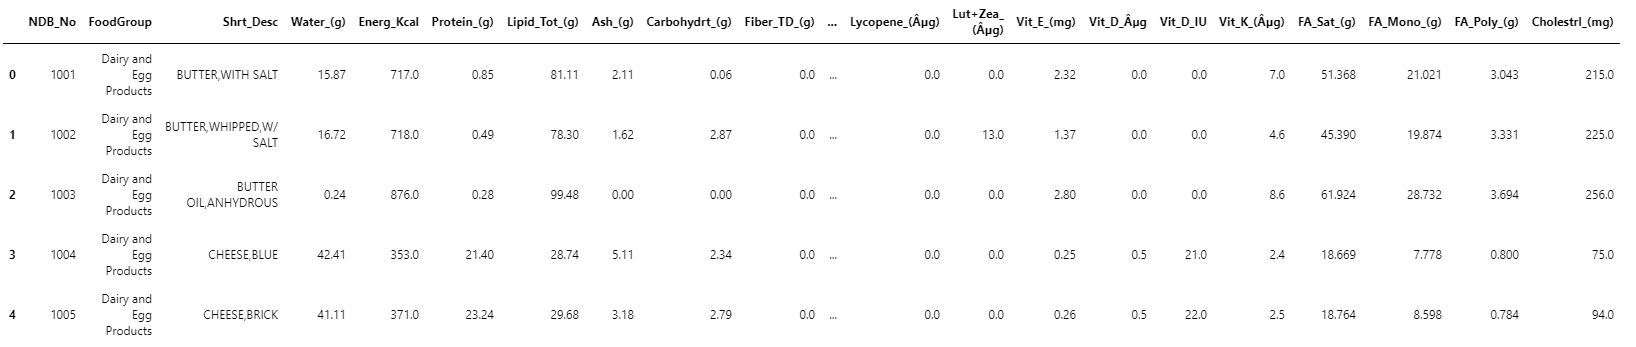 NDB_No FoodGroup Shrt_Desc Water_(g) Energ_Kcal Protein_(g) Lipid_Tot_(g) Ash_(g) Carbohydrt_(g) Fiber_TD_(g) ... Lycopene_(Âµg) Lut+Zea_ (Âµg) Vit_E_(mg) Vit_D_Âµg Vit_D_IU Vit_K_(Âµg) FA_Sat_(g) FA_Mono_(g) FA_Poly_(g) Cholestrl_(mg)
0 1001 Dairy and Egg Products BUTTER,WITH SALT 15.87 717.0 0.85 81.11 2.11 0.06 0.0 ... 0.0 0.0 2.32 0.0 0.0 7.0 51.368 21.021 3.043 215.0
1 1002 Dairy and Egg Products BUTTER,WHIPPED,W/ SALT 16.72 718.0 0.49 78.30 1.62 2.87 0.0 ... 0.0 13.0 1.37 0.0 0.0 4.6 45.390 19.874 3.331 225.0
2 1003 Dairy and Egg Products BUTTER OIL,ANHYDROUS 0.24 876.0 0.28 99.48 0.00 0.00 0.0 ... 0.0 0.0 2.80 0.0 0.0 8.6 61.924 28.732 3.694 256.0
3 1004 Dairy and Egg Products CHEESE,BLUE 42.41 353.0 21.40 28.74 5.11 2.34 0.0 ... 0.0 0.0 0.25 0.5 21.0 2.4 18.669 7.778 0.800 75.0
4 1005 Dairy and Egg Products CHEESE,BRICK 41.11 371.0 23.24 29.68 3.18 2.79 0.0 ... 0.0 0.0 0.26 0.5 22.0 2.5 18.764 8.598 0.784 94.0